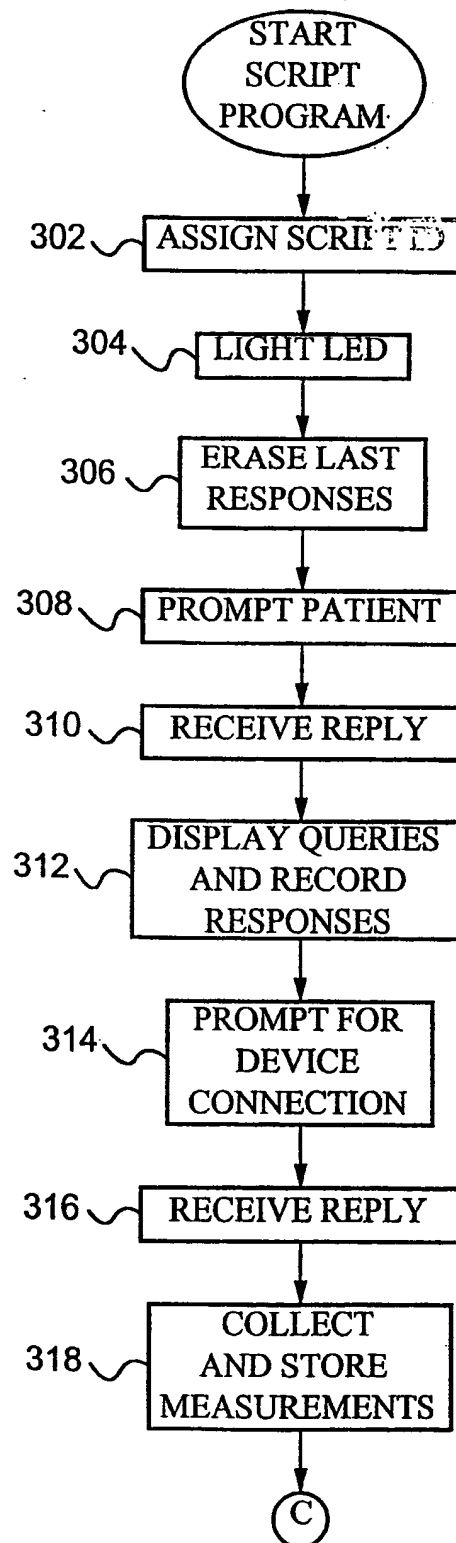 START
SCRIPT
PROGRAM
302 ASSIGN SCRIPT ID
304 LIGHT LED
306 ERASE LAST
RESPONSES
308 PROMPT PATIENT
310 RECEIVE REPLY
312 DISPLAY QUERIES
AND RECORD
RESPONSES
314 PROMPT FOR
DEVICE
CONNECTION
316 RECEIVE REPLY
318 COLLECT
AND STORE
MEASUREMENTS
C